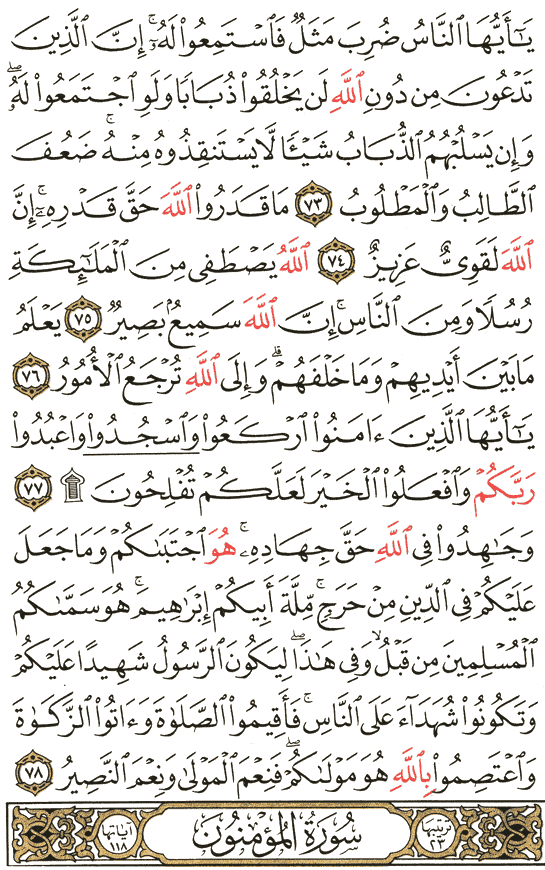 يَـٰٓأَيُّهَا ٱلنَّاسُ ضُرِبَ مَثَلٌ فَٱسْتَمِعُوا۟ لَهُۥٓ ۚ إِنَّ ٱلَّذِينَ
تَدْعُونَ مِن دُونِ ٱللَّهِ لَن يَخْلُقُوا۟ ذُبَابًا وَلَوِ ٱجْتَمَعُوا۟ لَهُۥ ۖ
وَإِن يَسْلُبْهُمُ ٱلذُّبَابُ شَيْـًٔا لَّا يَسْتَنقِذُوهُ مِنْهُ ۚ ضَعُفَ
ٱلطَّالِبُ وَٱلْمَطْلُوبُ ٧٣ مَا قَدَرُوا۟ ٱللَّهَ حَقَّ قَدْرِهِۦٓ ۗ إِنَّ
ٱللَّهَ لَقَوِىٌّ عَزِيزٌ ٧٤ ٱللَّهُ يَصْطَفِى مِنَ ٱلْمَلَـٰٓئِكَةِ
رُسُلًا وَمِنَ ٱلنَّاسِ ۚ إِنَّ ٱللَّهَ سَمِيعٌۢ بَصِيرٌ ٧٥ يَعْلَمُ
مَا بَيْنَ أَيْدِيهِمْ وَمَا خَلْفَهُمْ ۗ وَإِلَى ٱللَّهِ تُرْجَعُ ٱلْأُمُورُ ٧٦
يَـٰٓأَيُّهَا ٱلَّذِينَ ءَامَنُوا۟ ٱرْكَعُوا۟ وَٱسْجُدُوا۟ وَٱعْبُدُوا۟
رَبَّكُمْ وَٱفْعَلُوا۟ ٱلْخَيْرَ لَعَلَّكُمْ تُفْلِحُونَ ۩ ٧٧
وَجَـٰهِدُوا۟ فِى ٱللَّهِ حَقَّ جِهَادِهِۦ ۚ هُوَ ٱجْتَبَىٰكُمْ وَمَا جَعَلَ
عَلَيْكُمْ فِى ٱلدِّينِ مِنْ حَرَجٍ ۚ مِّلَّةَ أَبِيكُمْ إِبْرَٰهِيمَ ۚ هُوَ سَمَّىٰكُمُ
ٱلْمُسْلِمِينَ مِن قَبْلُ وَفِى هَـٰذَا لِيَكُونَ ٱلرَّسُولُ شَهِيدًا عَلَيْكُمْ
وَتَكُونُوا۟ شُهَدَآءَ عَلَى ٱلنَّاسِ ۚ فَأَقِيمُوا۟ ٱلصَّلَوٰةَ وَءَاتُوا۟ ٱلزَّكَوٰةَ
وَٱعْتَصِمُوا۟ بِٱللَّهِ هُوَ مَوْلَىٰكُمْ ۖ فَنِعْمَ ٱلْمَوْلَىٰ وَنِعْمَ ٱلنَّصِيرُ ٧٨
ترتيبها ٢٣ سُورَةُ المُؤْمِنُونَ آياتها ١١٨